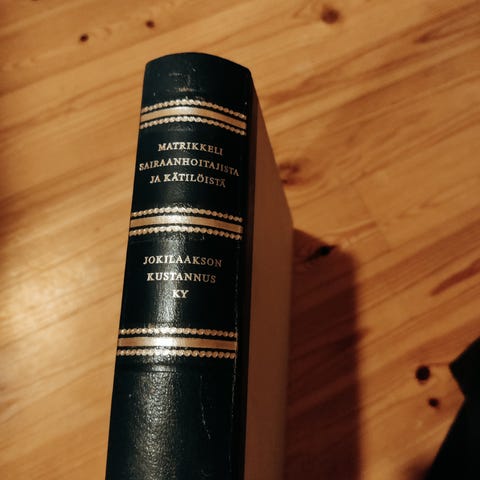 MATRIKKELI
SAIRAANHOITAJISTA
JA KÄTILÖISTÄ
JOKILAAKSON
KUSTANNUS
KY